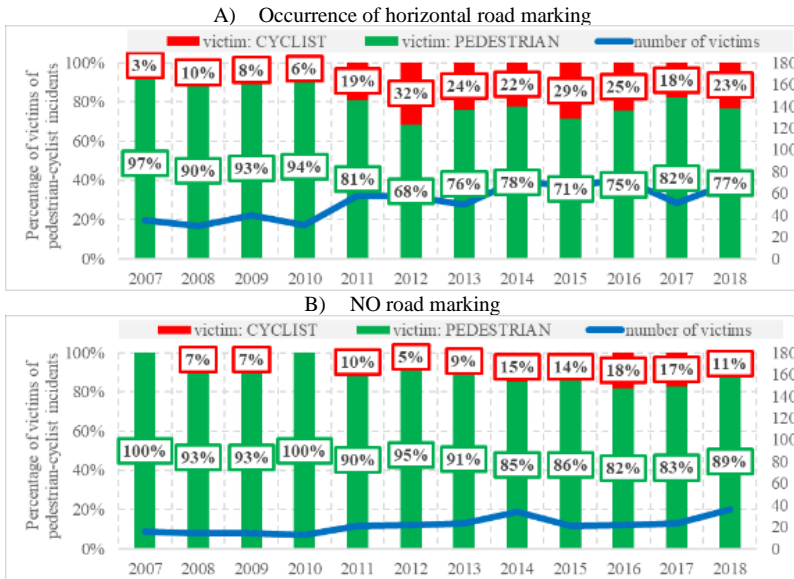 A) Occurrence of horizontal road marking
victim: CYCLIST victim: PEDESTRIAN number of victims
Percentage of victims of
pedestrian-cyclist incidents
100% 180
80% 160
60% 140
40% 120
20% 100
0% 80
60
40
20
0
3% 10% 8% 6% 19% 32% 24% 22% 29% 25% 18% 23%
97% 90% 93% 94% 81% 68% 76% 78% 71% 75% 82% 77%
2007 2008 2009 2010 2011 2012 2013 2014 2015 2016 2017 2018
B) NO road marking
victim: CYCLIST victim: PEDESTRIAN number of victims
Percentage of victims of
pedestrian-cyclist incidents
100% 180
80% 160
60% 140
40% 120
20% 100
0% 80
60
40
20
0
7% 7% 10% 5% 9% 15% 14% 18% 17% 11%
100% 93% 93% 100% 90% 95% 91% 85% 86% 82% 83% 89%
2007 2008 2009 2010 2011 2012 2013 2014 2015 2016 2017 2018